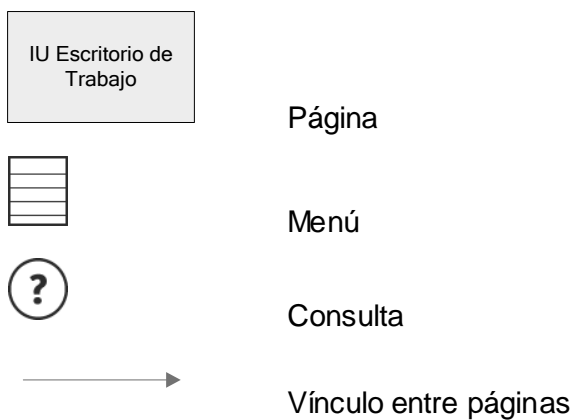 IU Escritorio de
Trabajo
Página
Menú
?
Consulta
Vínculo entre páginas